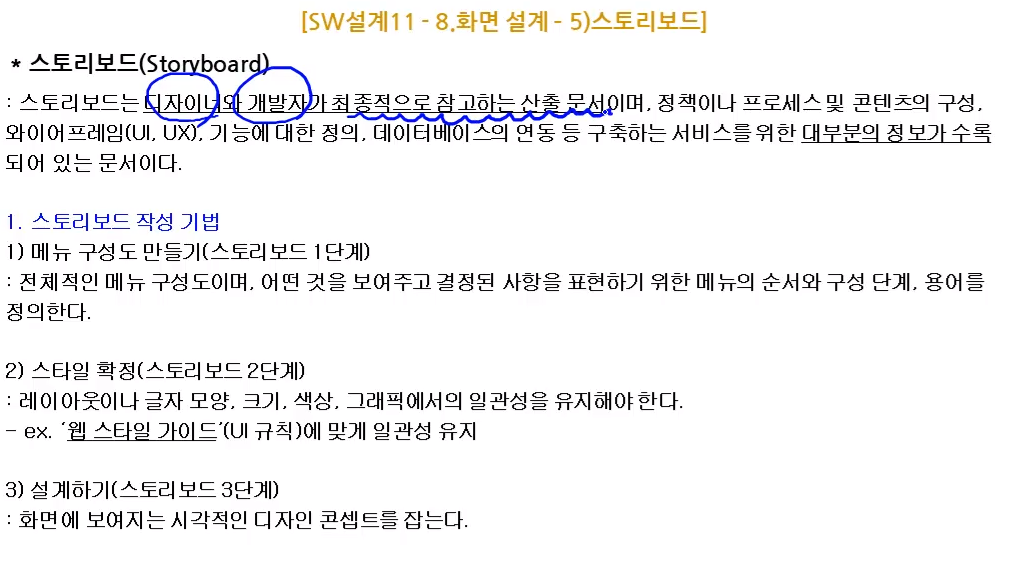 [SW설계11 - 8.화면 설계 - 5)스토리보드]
* 스토리보드(Storyboard)
: 스토리보드는 디자이너와 개발자가 최종적으로 참고하는 산출 문서이며, 정책이나 프로세스 및 콘텐츠의 구성,
와이어프레임(UI, UX), 기능에 대한 정의, 데이터베이스의 연동 등 구축하는 서비스를 위한 대부분의 정보가 수록
되어 있는 문서이다.
1. 스토리보드 작성 기법
1) 메뉴 구성도 만들기(스토리보드 1단계)
: 전체적인 메뉴 구성도이며, 어떤 것을 보여주고 결정된 사항을 표현하기 위한 메뉴의 순서와 구성 단계, 용어를
정의한다.
2) 스타일 확정(스토리보드 2단계)
: 레이아웃이나 글자 모양, 크기, 색상, 그래픽에서의 일관성을 유지해야 한다.
- ex. '웹 스타일 가이드'(UI 규칙)에 맞게 일관성 유지
3) 설계하기(스토리보드 3단계)
: 화면에 보여지는 시각적인 디자인 콘셉트를 잡는다.